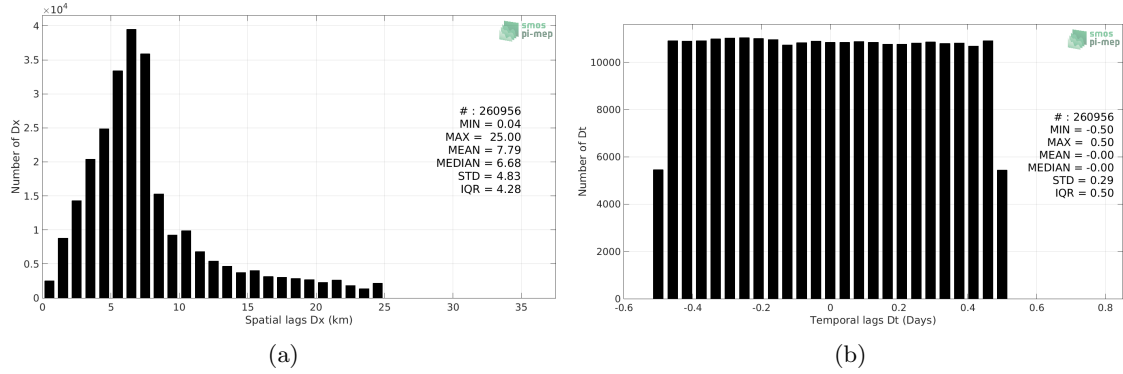 ×10⁴
4
3.5
3
2.5
2
1.5
1
0.5
0
Number of Dx
0 5 10 15 20 25 30 35
Spatial lags Dx (km)
smos
pi-mep
# : 260956
MIN = 0.04
MAX = 25.00
MEAN = 7.79
MEDIAN = 6.68
STD = 4.83
IQR = 4.28
(a)
10000
8000
6000
4000
2000
0
Number of Dt
-0.6 -0.4 -0.2 0 0.2 0.4 0.6 0.8
Temporal lags Dt (Days)
smos
pi-mep
# : 260956
MIN = -0.50
MAX = 0.50
MEAN = -0.00
MEDIAN = -0.00
STD = 0.29
IQR = 0.50
(b)